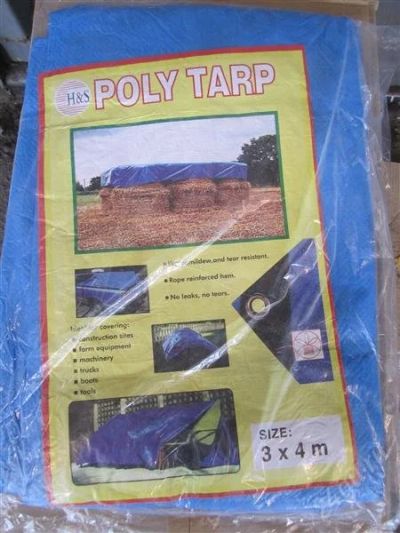 H&S POLY TARP
mildew and tear resistant.
• Rope reinforced hem.
• No leaks, no tears.
covering:
construction sites
• farm equipment
• machinery
• trucks
• boats
• tools
SIZE:
3 x 4 m